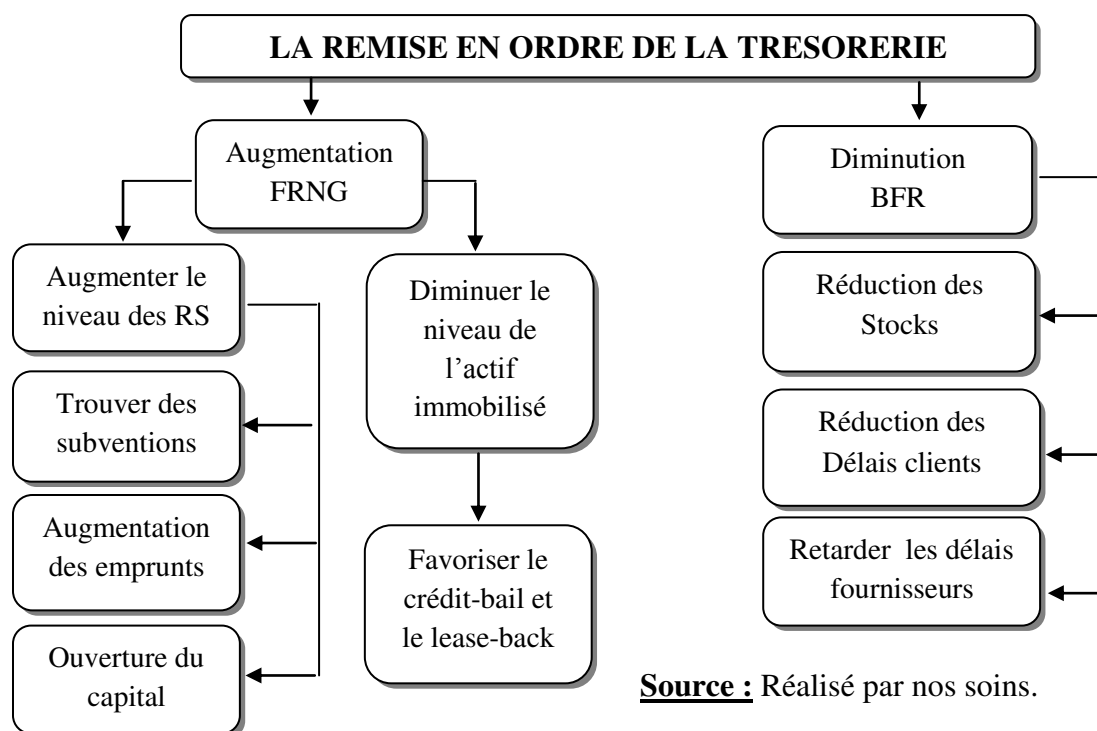 LA REMISE EN ORDRE DE LA TRESORERIE
Augmentation
FRNG
Augmenter le
niveau des RS
Trouver des
subventions
Augmentation
des emprunts
Ouverture du
capital
Diminuer le
niveau de
l’actif
immobilisé
Favoriser le
crédit-bail et
le lease-back
Diminution
BFR
Réduction des
Stocks
Réduction des
Délais clients
Retarder les délais
fournisseurs
Source : Réalisé par nos soins.